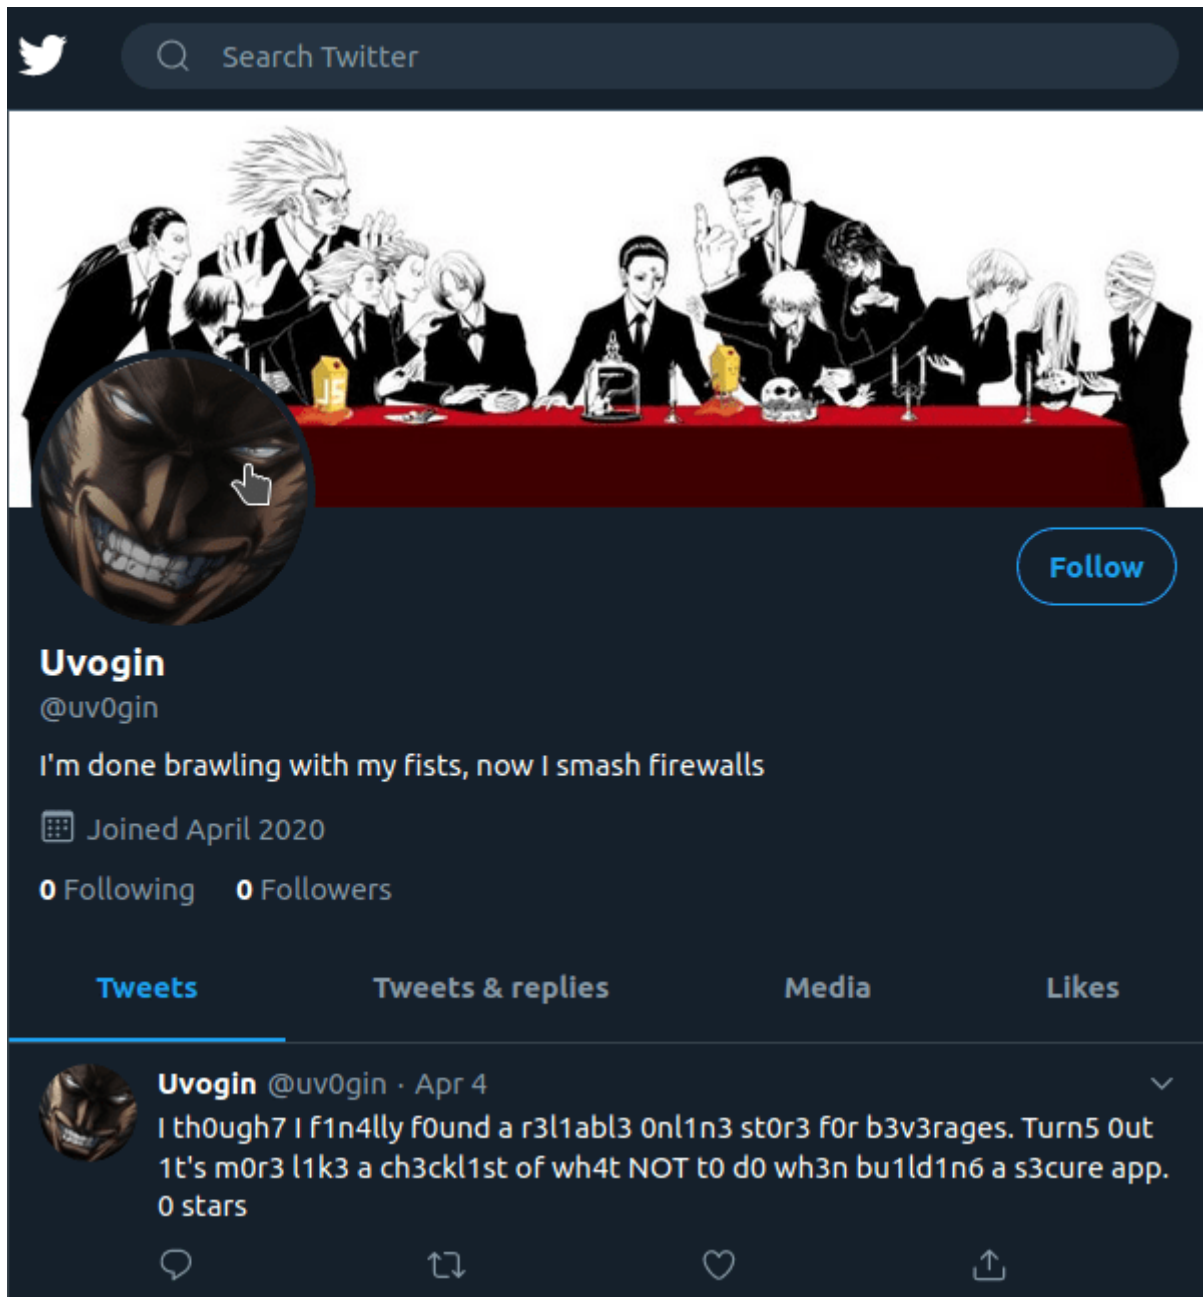 Search Twitter
JS
Follow
Uvogin
@uv0gin
I'm done brawling with my fists, now I smash firewalls
Joined April 2020
0 Following 0 Followers
Tweets Tweets & replies Media Likes
Uvogin @uv0gin · Apr 4
I th0ugh7 I f1n4lly f0und a r3l1abl3 0nl1n3 st0r3 f0r b3v3rages. Turn5 0ut
1t's m0r3 l1k3 a ch3ckl1st of wh4t NOT t0 d0 wh3n bu1ld1n6 a s3cure app.
0 stars